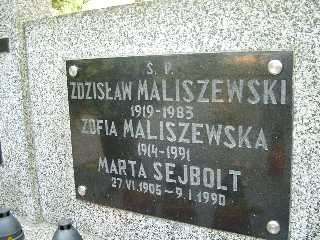 Ś. P.
ZDZISŁAW MALISZEWSKI
1919-1983
ZOFIA MALISZEWSKA
1914-1991
MARTA SEJBOLT
27.VI.1905 - 9.I.1990